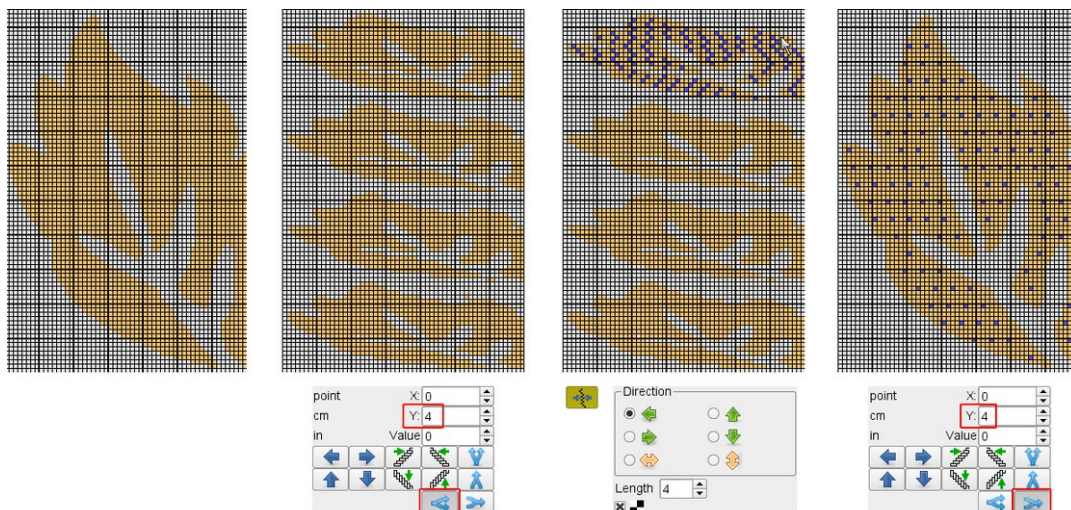 point X: 0
cm Y: 4
in Value 0
Direction
Length 4
point X: 0
cm Y: 4
in Value 0